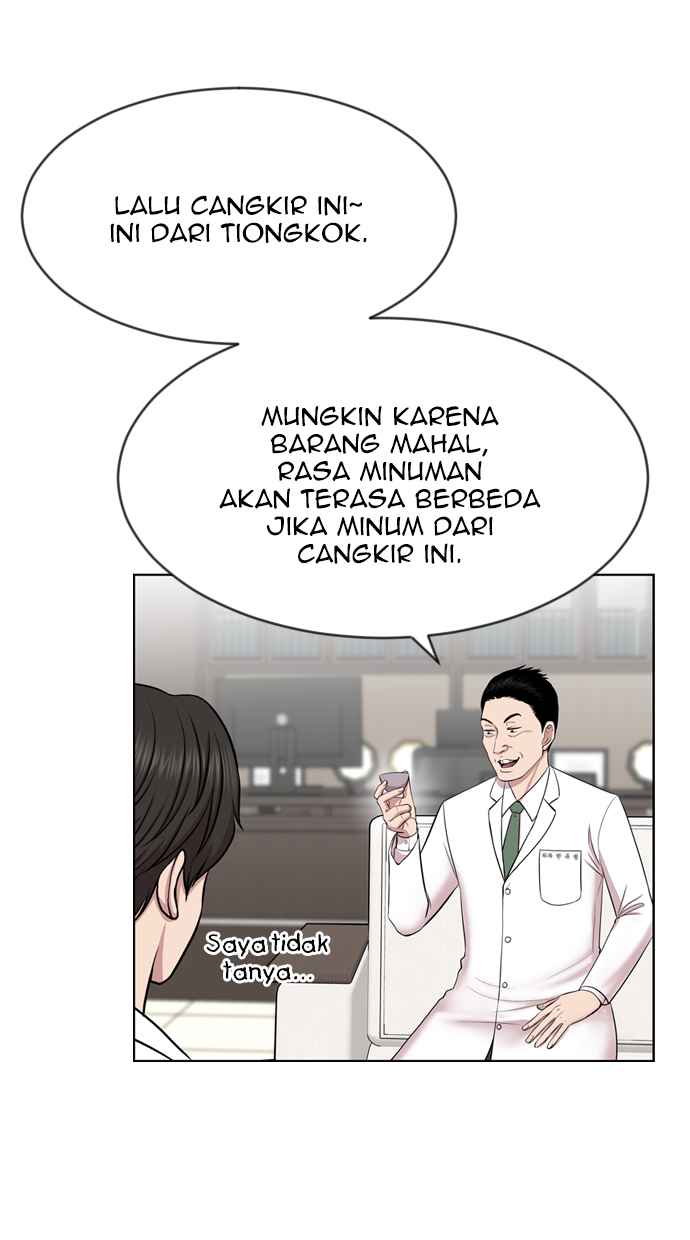 LALU CANGKIR INI~
INI DARI TIONGKOK.
MUNGKIN KARENA
BARANG MAHAL,
RASA MINUMAN
AKAN TERASA BERBEDA
JIKA MINUM DARI
CANGKIR INI.
Saya tidak
tanya...